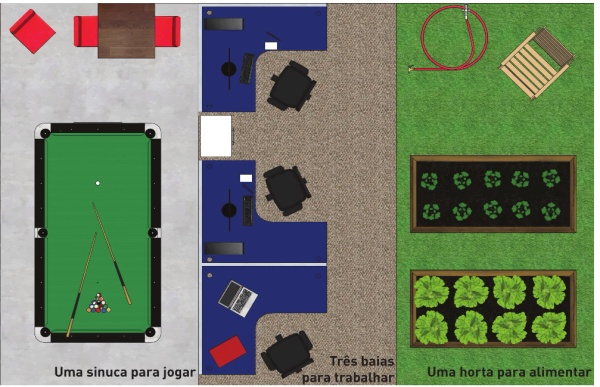 Uma sinuca para jogar
Três baias
para trabalhar
Uma horta para alimentar